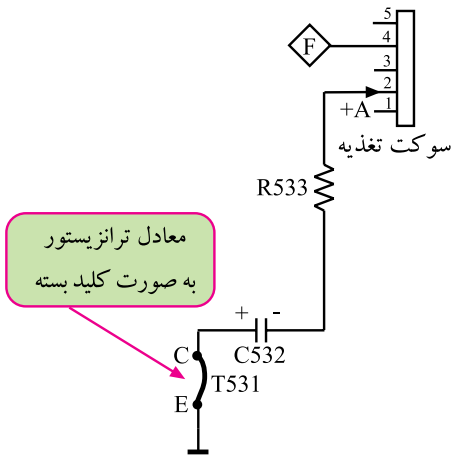 5
F
4
3
2
+A
1
سوکت تغذیه
R533
معادل ترانزیستور
به صورت کلید بسته
+ -
C532
C
T531
E